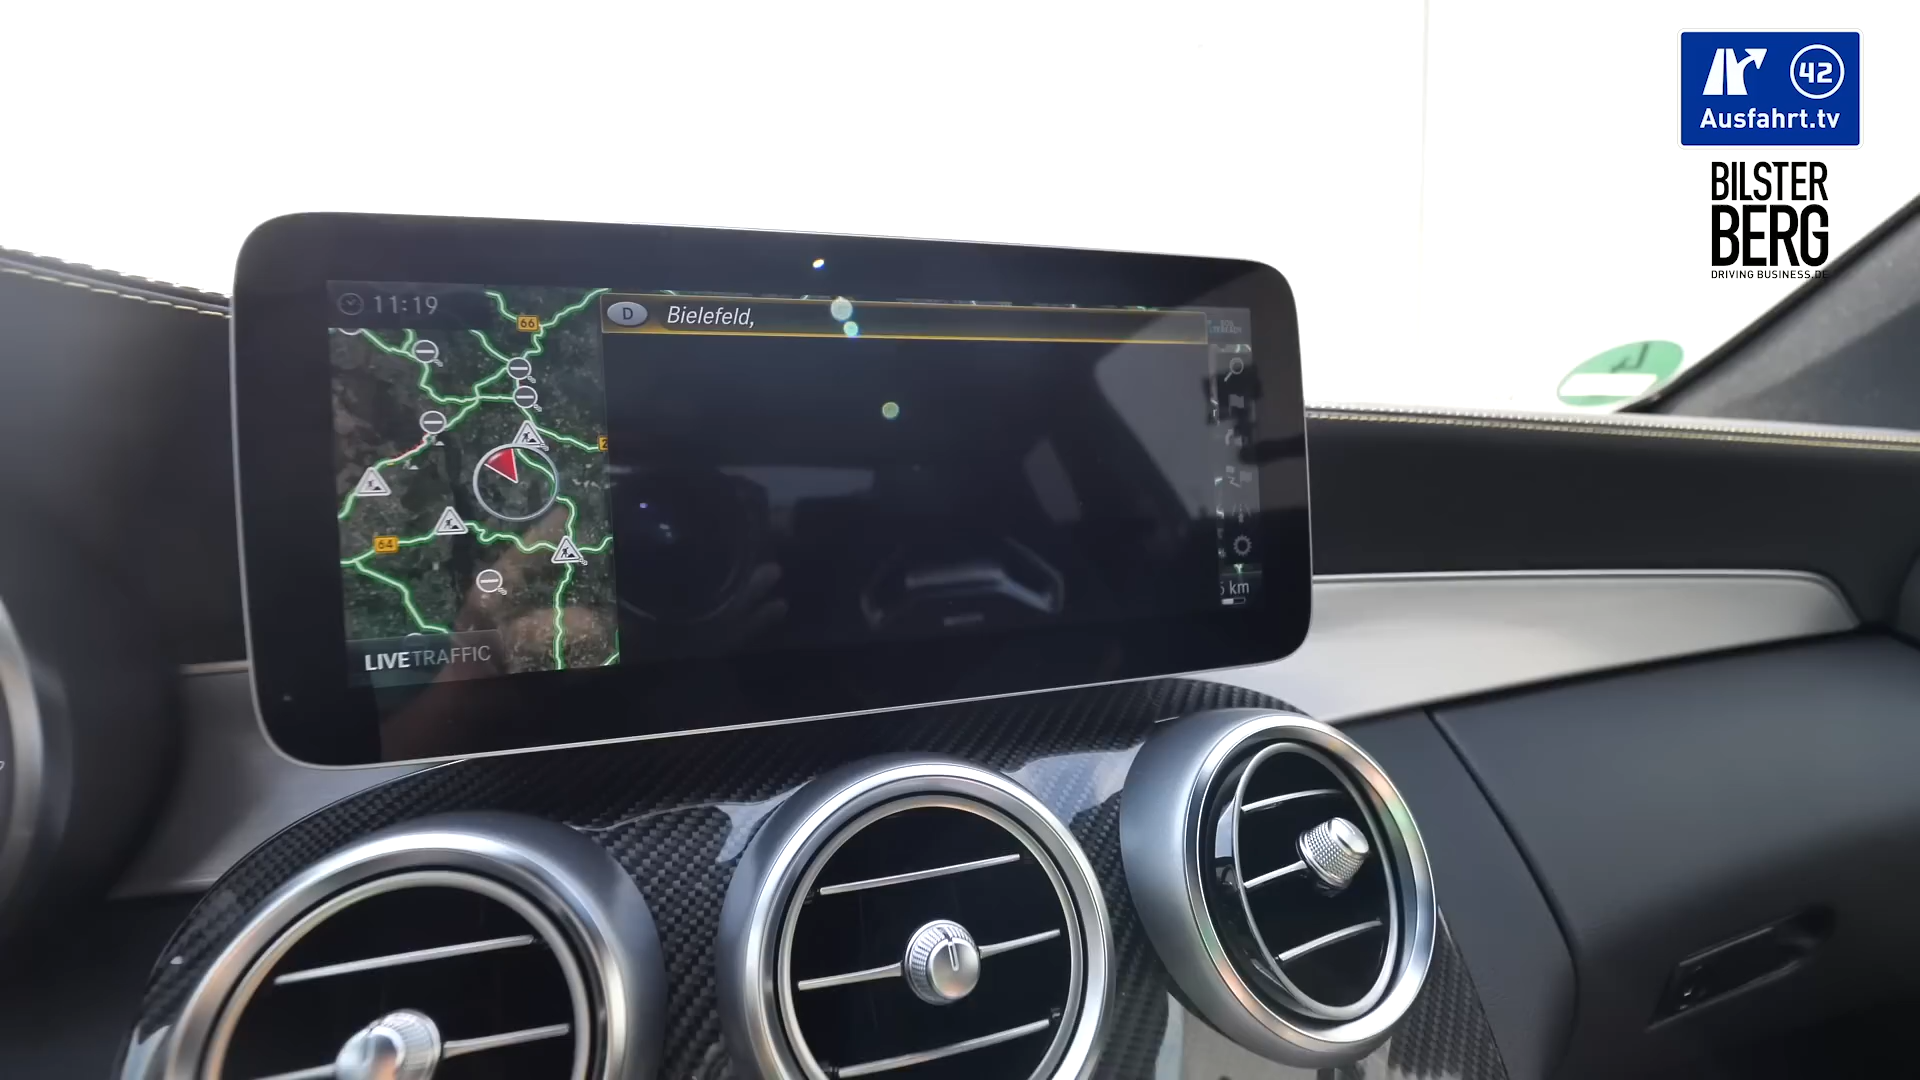 42
Ausfahrt.tv
BILSTER
BERG
DRIVING BUSINESS.DE
11:19
66
D Bielefeld,
64
km
LIVETRAFFIC